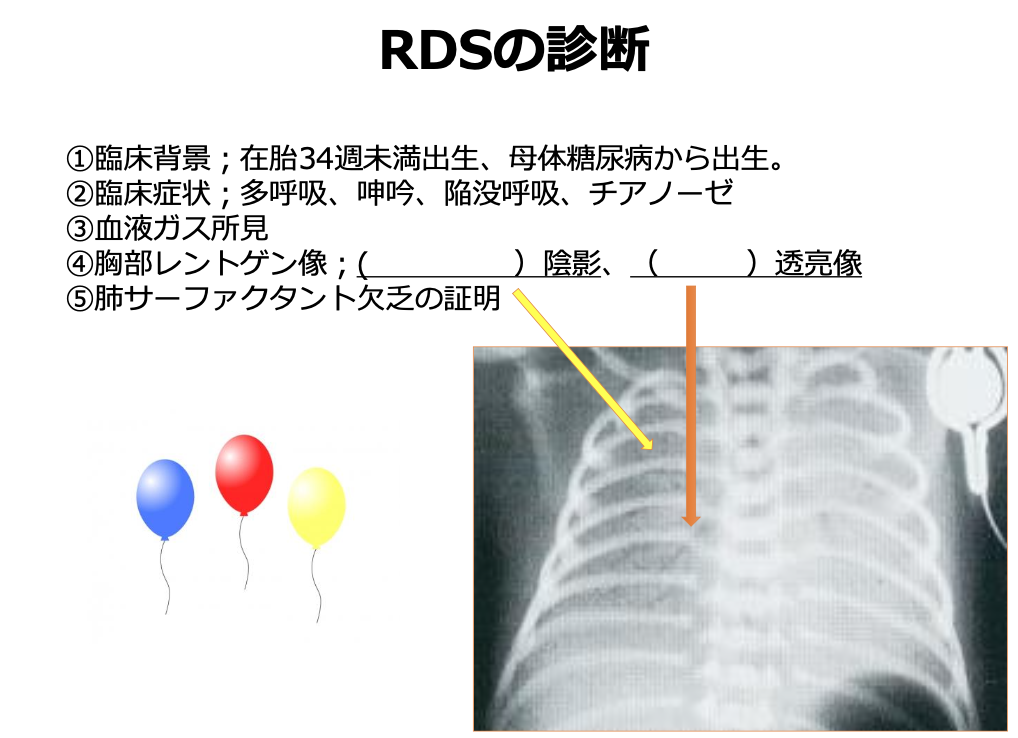 RDSの診断
①臨床背景；在胎34週未満出生、母体糖尿病から出生。
②臨床症状；多呼吸、呻吟、陥没呼吸、チアノーゼ
③血液ガス所見
④胸部レントゲン像；(　　　　　）陰影、（　　　）透亮像
⑤肺サーファクタント欠乏の証明